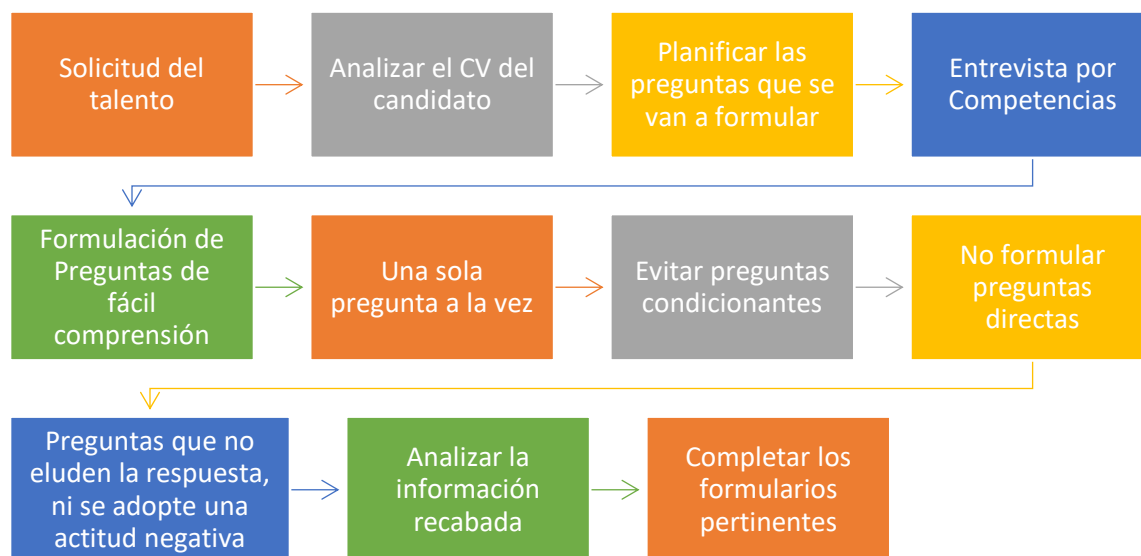 Solicitud del
talento
Analizar el CV del
candidato
Planificar las
preguntas que se
van a formular
Entrevista por
Competencias
Formulación de
Preguntas de
fácil
comprensión
Una sola
pregunta a la vez
Evitar preguntas
condicionantes
No formular
preguntas
directas
Preguntas que no
eluden la respuesta,
ni se adopte una
actitud negativa
Analizar la
información
recabada
Completar los
formularios
pertinentes